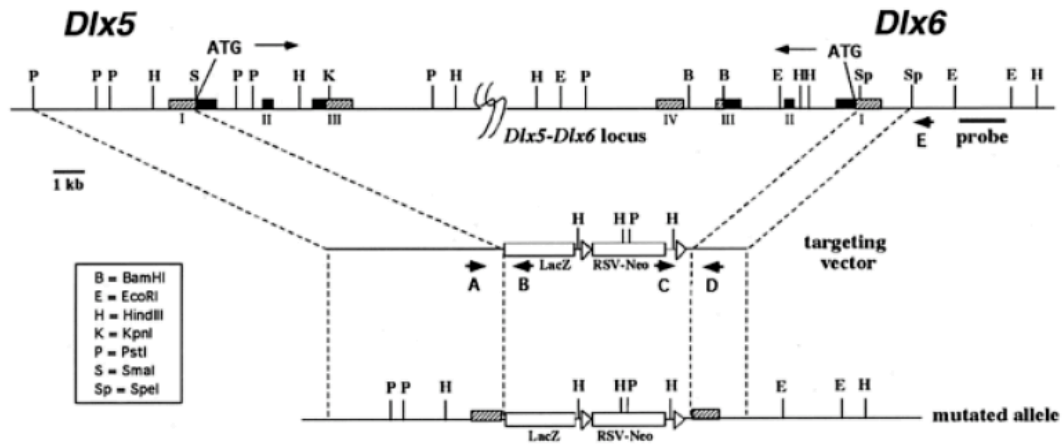 Dlx5 Dlx6
ATG ATG
P P P H S P P H K P H H E P B B E H H Sp Sp E E H
I II III IV III II I
Dlx5-Dlx6 locus
E probe
1 kb
H H P H
targeting
vector
LacZ RSV-Neo
A B C D
B = BamHI
E = EcoRI
H = HindIII
K = KpnI
P = PstI
S = SmaI
Sp = SpeI
P P H H H P H E E H
mutated allele
LacZ RSV-Neo